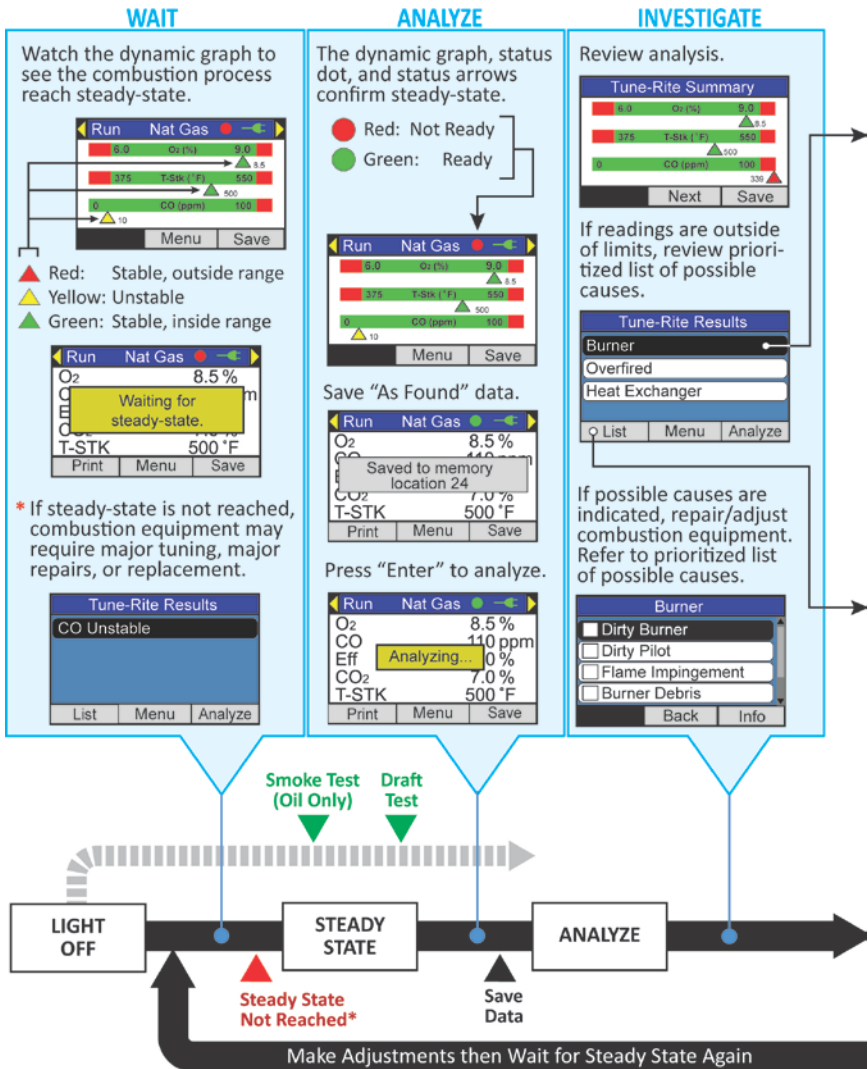 WAIT
Watch the dynamic graph to
see the combustion process
reach steady-state.
Run Nat Gas
6.0 O2 (%) 9.0
8.5
375 T-Stk (°F) 550
500
0 CO (ppm) 100
10
Menu Save
Red: Stable, outside range
Yellow: Unstable
Green: Stable, inside range
Run Nat Gas
O2 8.5 %
Waiting for
steady-state.
T-STK 500 °F
Print Menu Save
* If steady-state is not reached,
combustion equipment may
require major tuning, major
repairs, or replacement.
Tune-Rite Results
CO Unstable
List Menu Analyze
ANALYZE
The dynamic graph, status
dot, and status arrows
confirm steady-state.
Red: Not Ready
Green: Ready
Run Nat Gas
6.0 O2 (%) 9.0
8.5
375 T-Stk (°F) 550
500
0 CO (ppm) 100
10
Menu Save
Save “As Found” data.
Run Nat Gas
O2 8.5 %
Saved to memory
location 24
CO2 7.0 %
T-STK 500 °F
Print Menu Save
Press “Enter” to analyze.
Run Nat Gas
O2 8.5 %
CO 110 ppm
Eff 0 %
Analyzing...
CO2 7.0 %
T-STK 500 °F
Print Menu Save
INVESTIGATE
Review analysis.
Tune-Rite Summary
6.0 O2 (%) 9.0
8.5
375 T-Stk (°F) 550
500
0 CO (ppm) 100
339
Next Save
If readings are outside
of limits, review priori-
tized list of possible
causes.
Tune-Rite Results
Burner
Overfired
Heat Exchanger
List Menu Analyze
If possible causes are
indicated, repair/adjust
combustion equipment.
Refer to prioritized list
of possible causes.
Burner
Dirty Burner
Dirty Pilot
Flame Impingement
Burner Debris
Back Info
Smoke Test
(Oil Only)
Draft
Test
LIGHT
OFF
STEADY
STATE
ANALYZE
Steady State
Not Reached*
Save
Data
Make Adjustments then Wait for Steady State Again